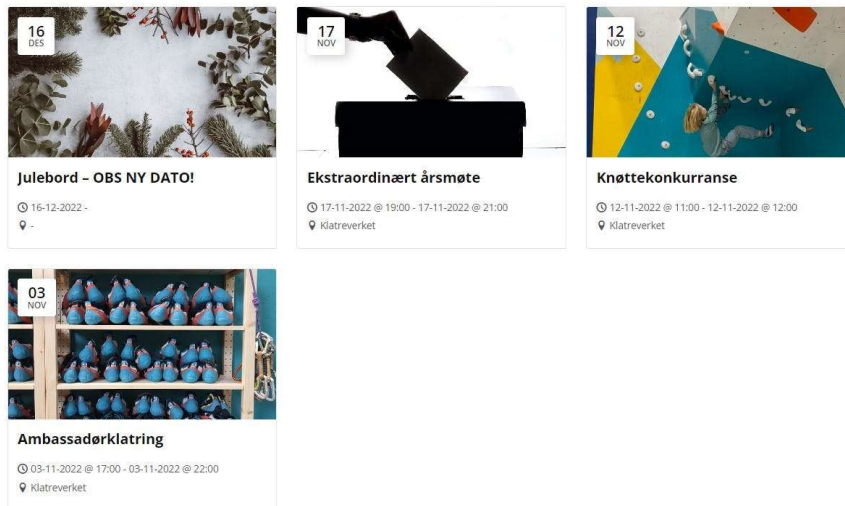 16
DES
Julebord – OBS NY DATO!
16-12-2022 -
-
17
NOV
Ekstraordinært årsmøte
17-11-2022 @ 19:00 - 17-11-2022 @ 21:00
Klatreverket
12
NOV
Knøttekonkurranse
12-11-2022 @ 11:00 - 12-11-2022 @ 12:00
Klatreverket
03
NOV
Ambassadørklatring
03-11-2022 @ 17:00 - 03-11-2022 @ 22:00
Klatreverket